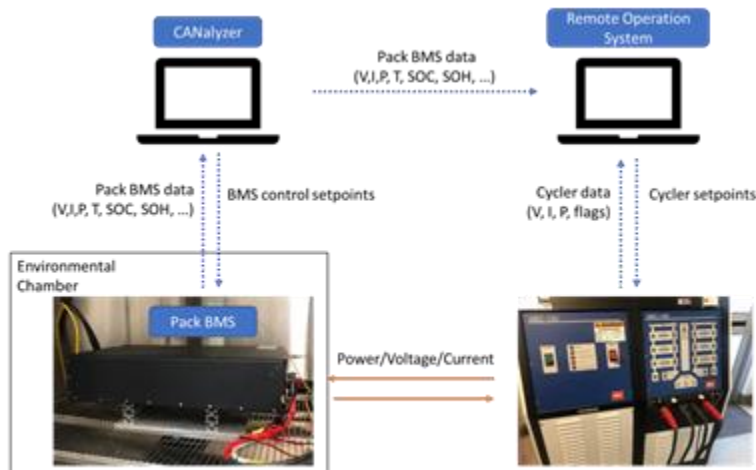 CANalyzer
Remote Operation
System
Pack BMS data
(V,I,P, T, SOC, SOH, ...)
Pack BMS data
(V,I,P, T, SOC, SOH, ...)
BMS control setpoints
Cycler data
(V, I, P, flags)
Cycler setpoints
Environmental
Chamber
Pack BMS
Power/Voltage/Current